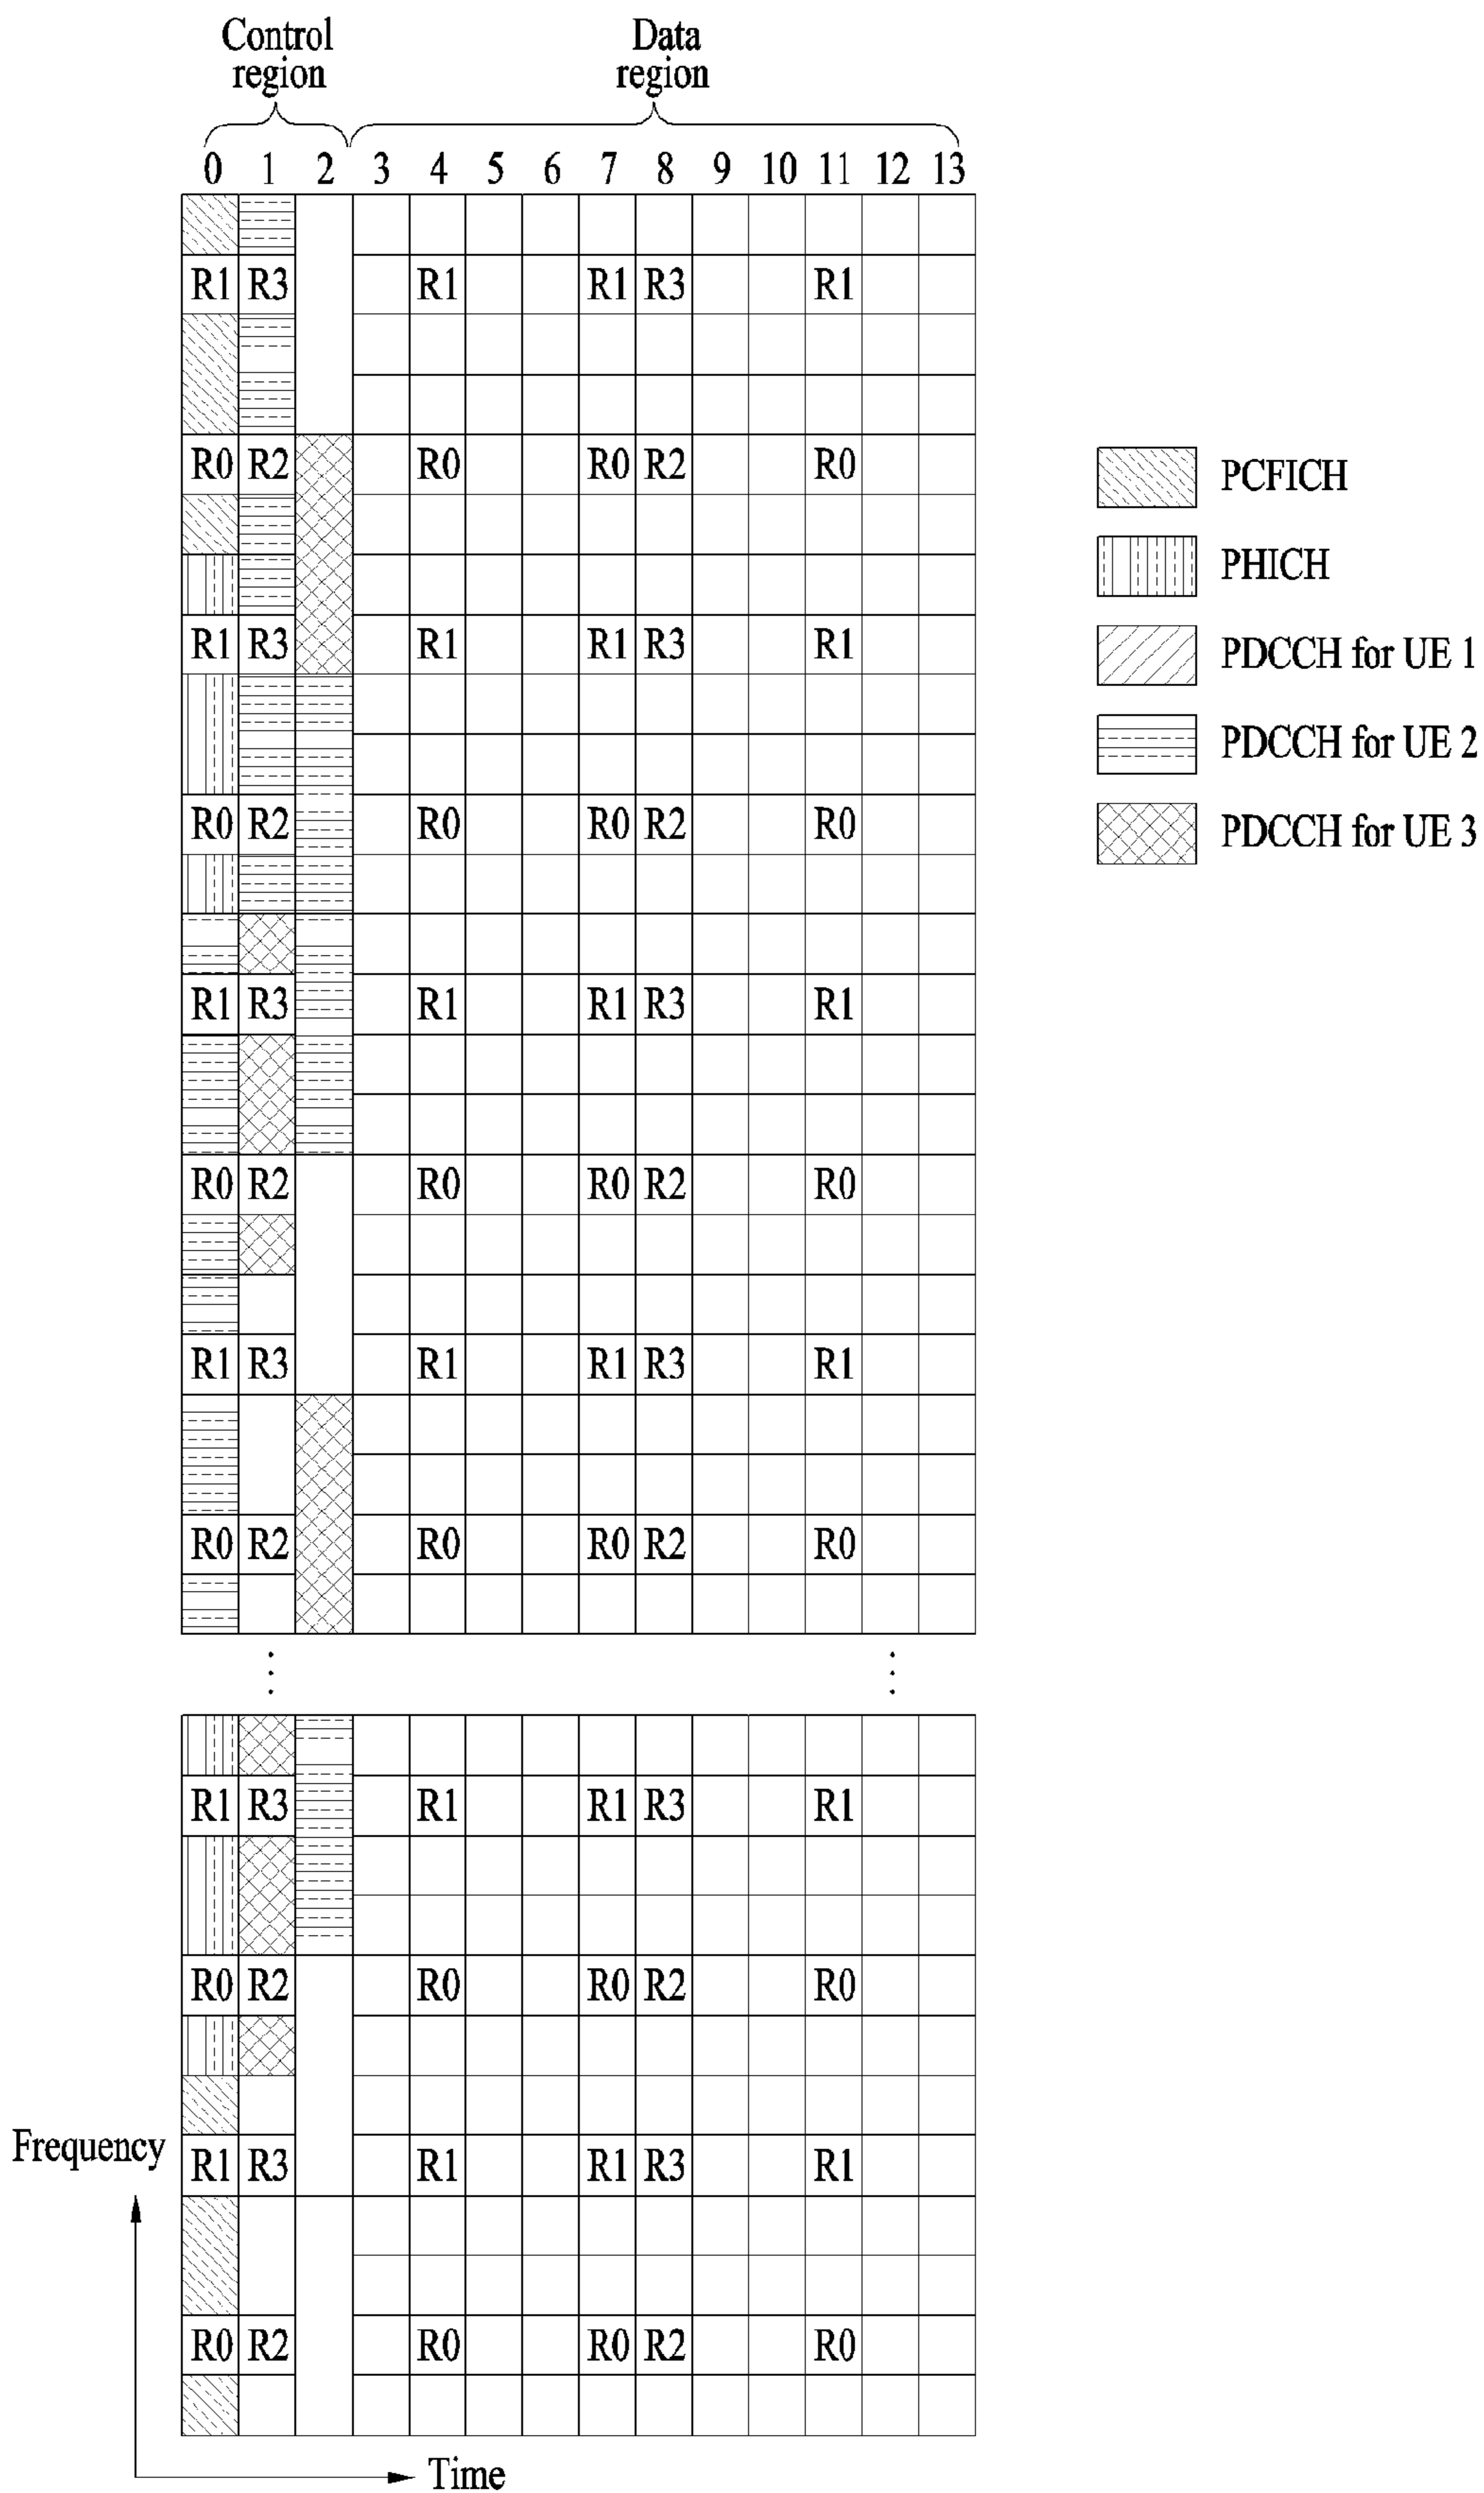 Control region
Data region
0 1 2 3 4 5 6 7 8 9 10 11 12 13
R1 R3 R1 R1 R3 R1
R0 R2 R0 R0 R2 R0
PCFICH
PHICH
R1 R3 R1 R1 R3 R1
PDCCH for UE 1
PDCCH for UE 2
R0 R2 R0 R0 R2 R0
PDCCH for UE 3
R1 R3 R1 R1 R3 R1
R0 R2 R0 R0 R2 R0
R1 R3 R1 R1 R3 R1
R0 R2 R0 R0 R2 R0
R1 R3 R1 R1 R3 R1
R0 R2 R0 R0 R2 R0
Frequency
R1 R3 R1 R1 R3 R1
R0 R2 R0 R0 R2 R0
Time